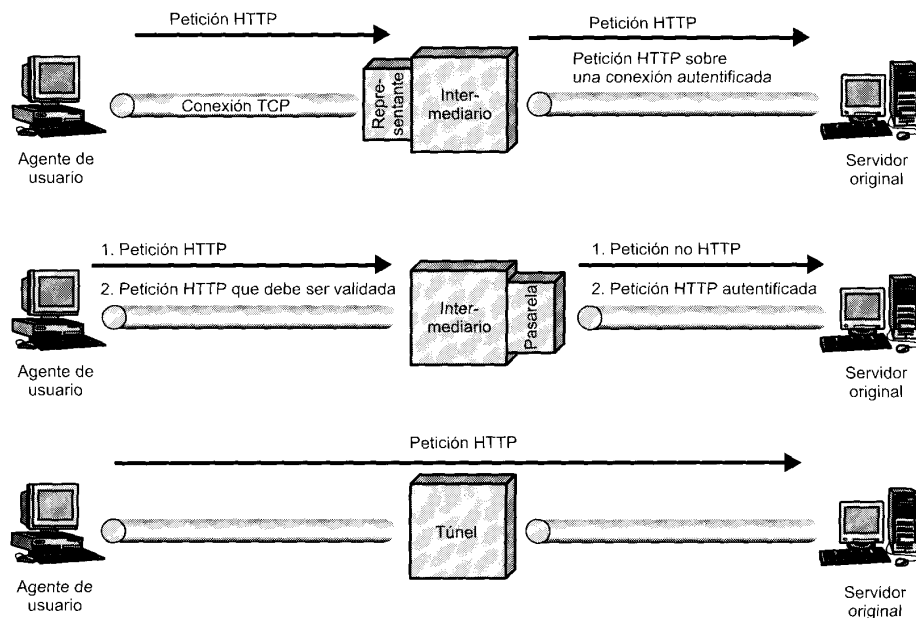 Petición HTTP
Petición HTTP
Petición HTTP sobre
una conexión autentificada
Conexión TCP
Repre-
sentante
Inter-
mediario
Agente de
usuario
Servidor
original
1. Petición HTTP
2. Petición HTTP que debe ser validada
1. Petición no HTTP
2. Petición HTTP autentificada
Inter-
mediario
Pasarela
Agente de
usuario
Servidor
original
Petición HTTP
Túnel
Agente de
usuario
Servidor
original